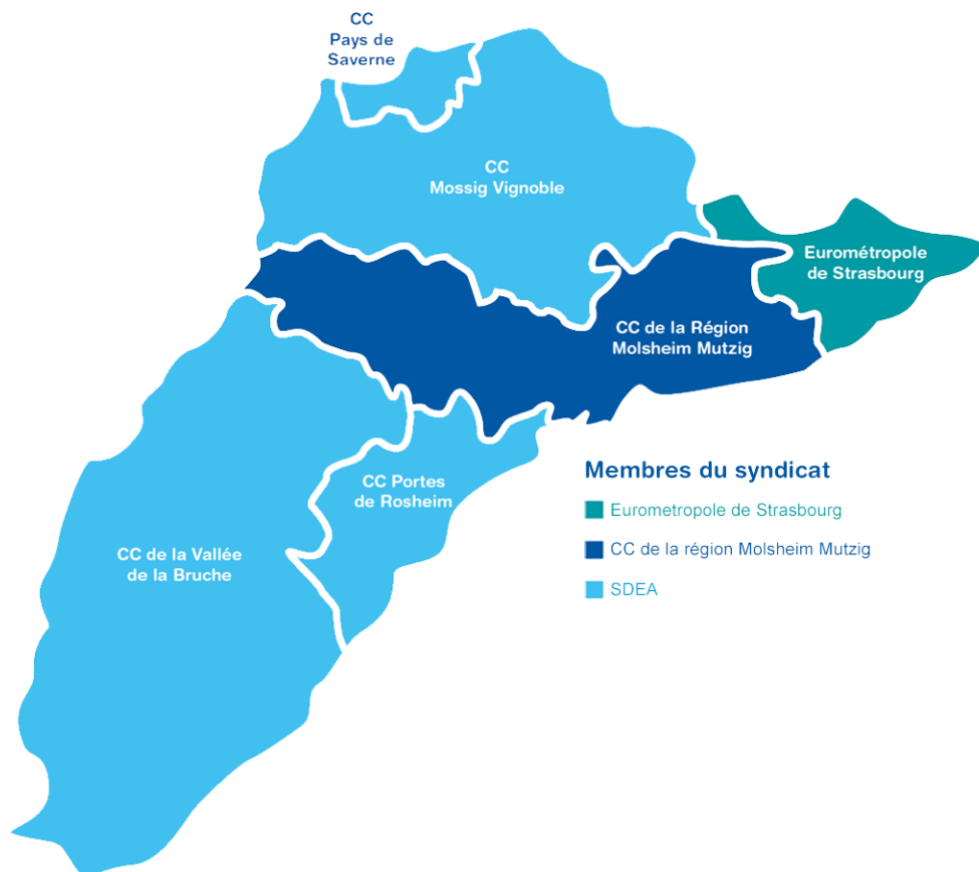 CC
Pays de
Saverne
CC
Mossig Vignoble
Eurométropole
de Strasbourg
CC de la Région
Molsheim Mutzig
CC Portes
de Rosheim
CC de la Vallée
de la Bruche
Membres du syndicat
Eurometropole de Strasbourg
CC de la région Molsheim Mutzig
SDEA